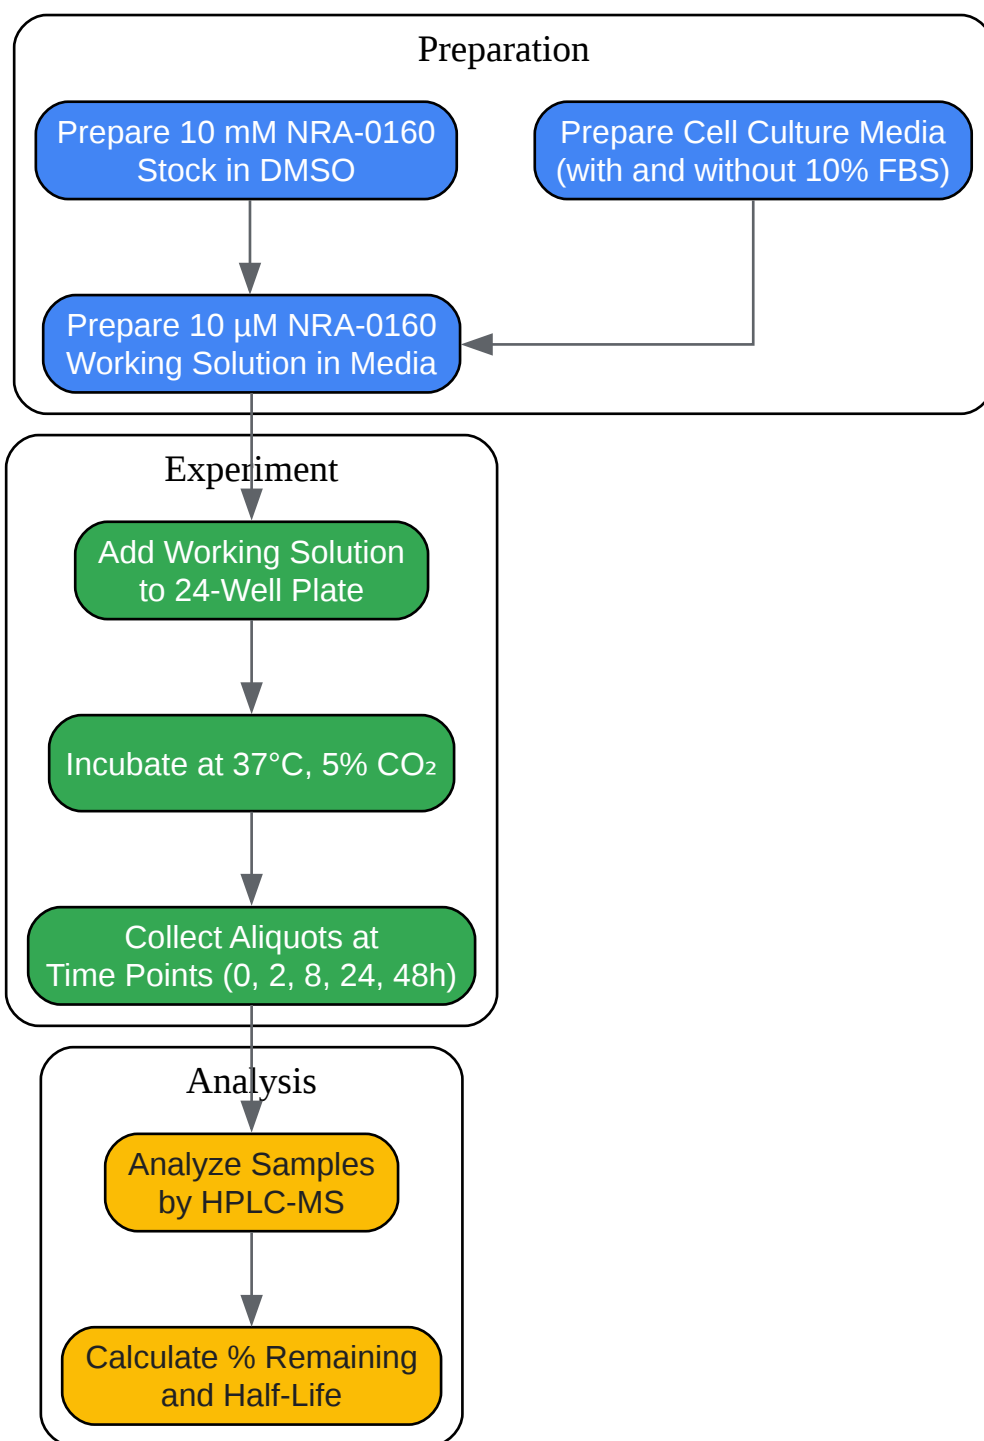 Preparation
Prepare 10 mM NRA-0160
Stock in DMSO
Prepare Cell Culture Media
(with and without 10% FBS)
Prepare 10 µM NRA-0160
Working Solution in Media
Experiment
Add Working Solution
to 24-Well Plate
Incubate at 37°C, 5% CO₂
Collect Aliquots at
Time Points (0, 2, 8, 24, 48h)
Analysis
Analyze Samples
by HPLC-MS
Calculate % Remaining
and Half-Life